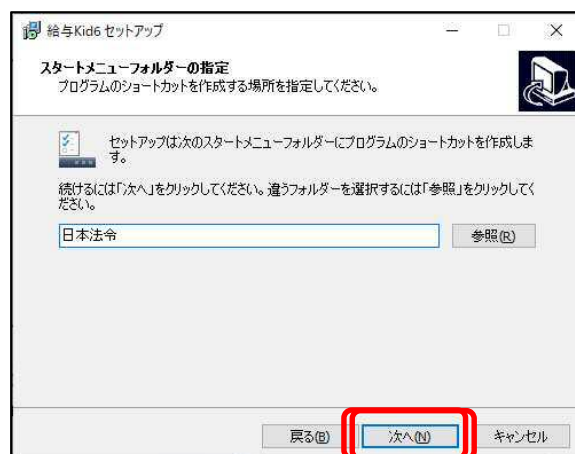 給与Kid6 セットアップ
スタートメニューフォルダーの指定
プログラムのショートカットを作成する場所を指定してください。
セットアップは次のスタートメニューフォルダーにプログラムのショートカットを作成しま
す。
続けるには「次へ」をクリックしてください。違うフォルダーを選択するには「参照」をクリックしてく
ださい。
日本法令
参照(R)
戻る(B)
次へ(N)
キャンセル